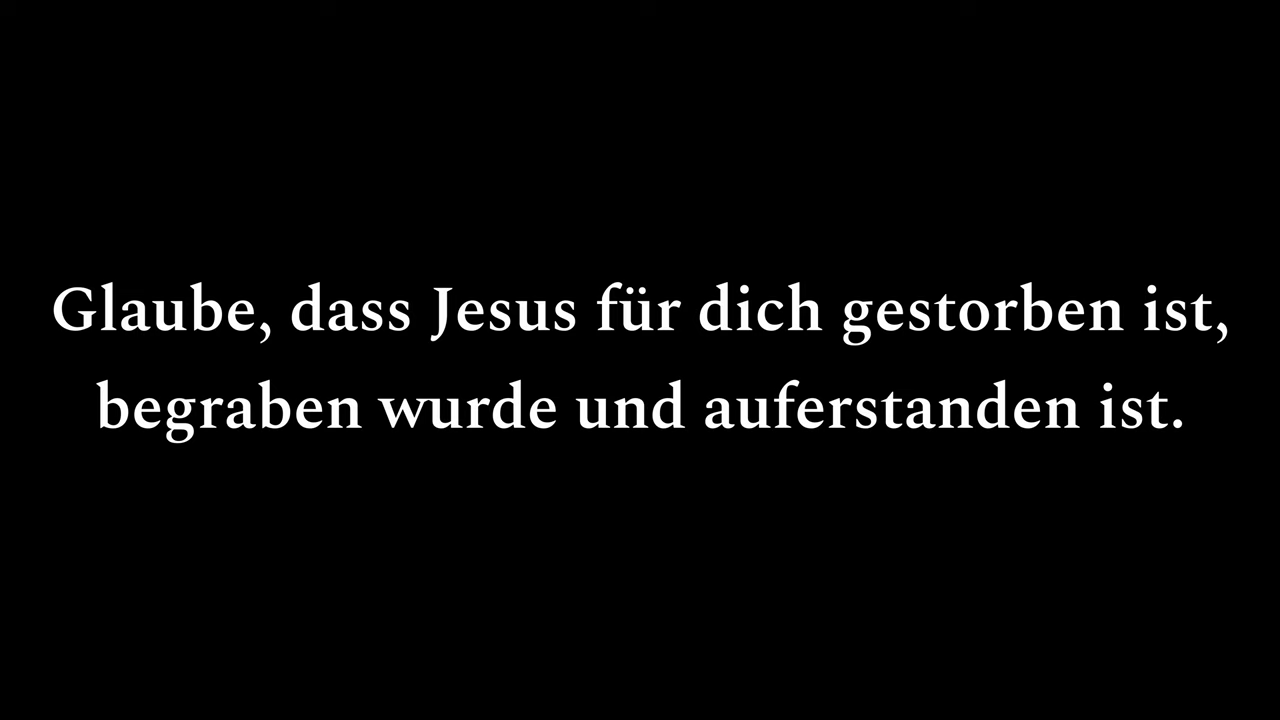 Glaube, dass Jesus für dich gestorben ist,
begraben wurde und auferstanden ist.